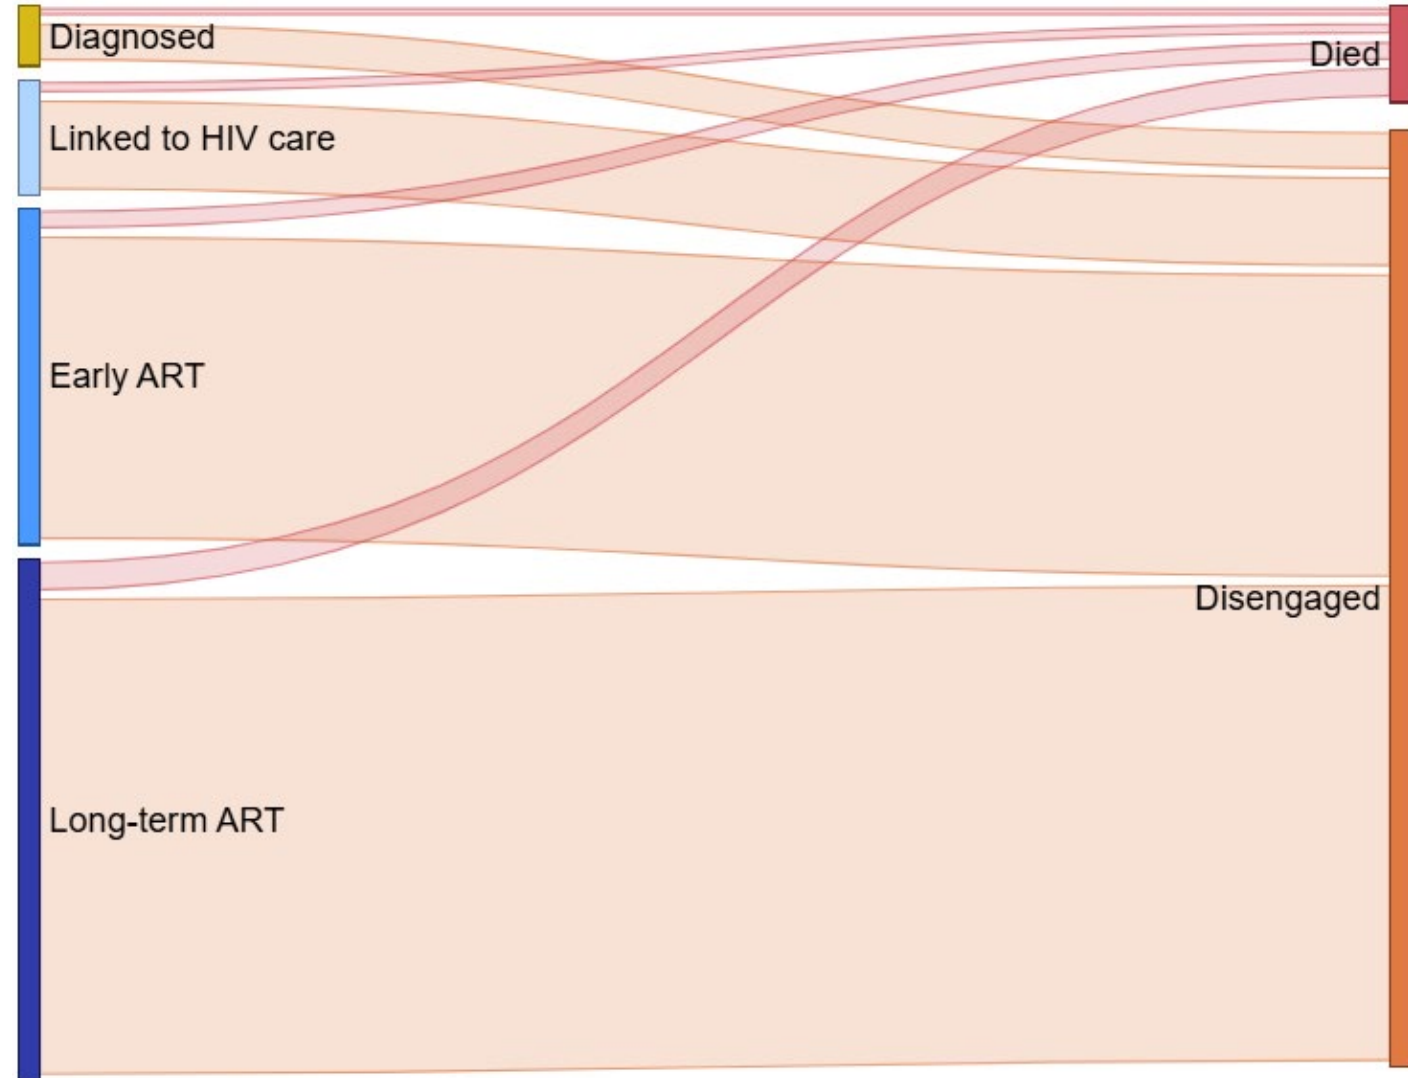 Diagnosed
Died
Linked to HIV care
Early ART
Disengaged
Long-term ART